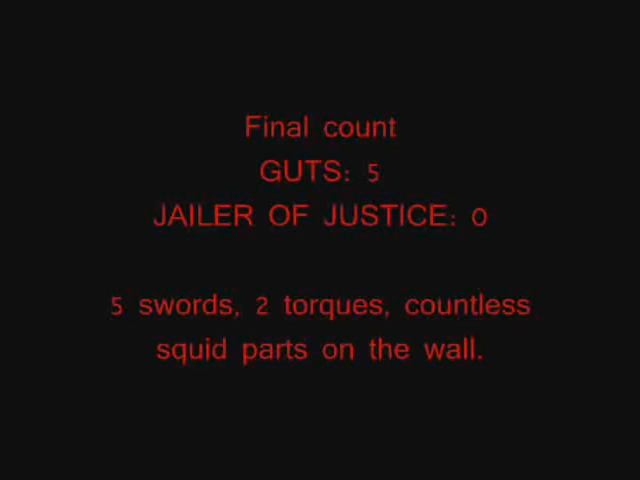 Final count
GUTS: 5
JAILER OF JUSTICE: 0
5 swords, 2 torques, countless
squid parts on the wall.